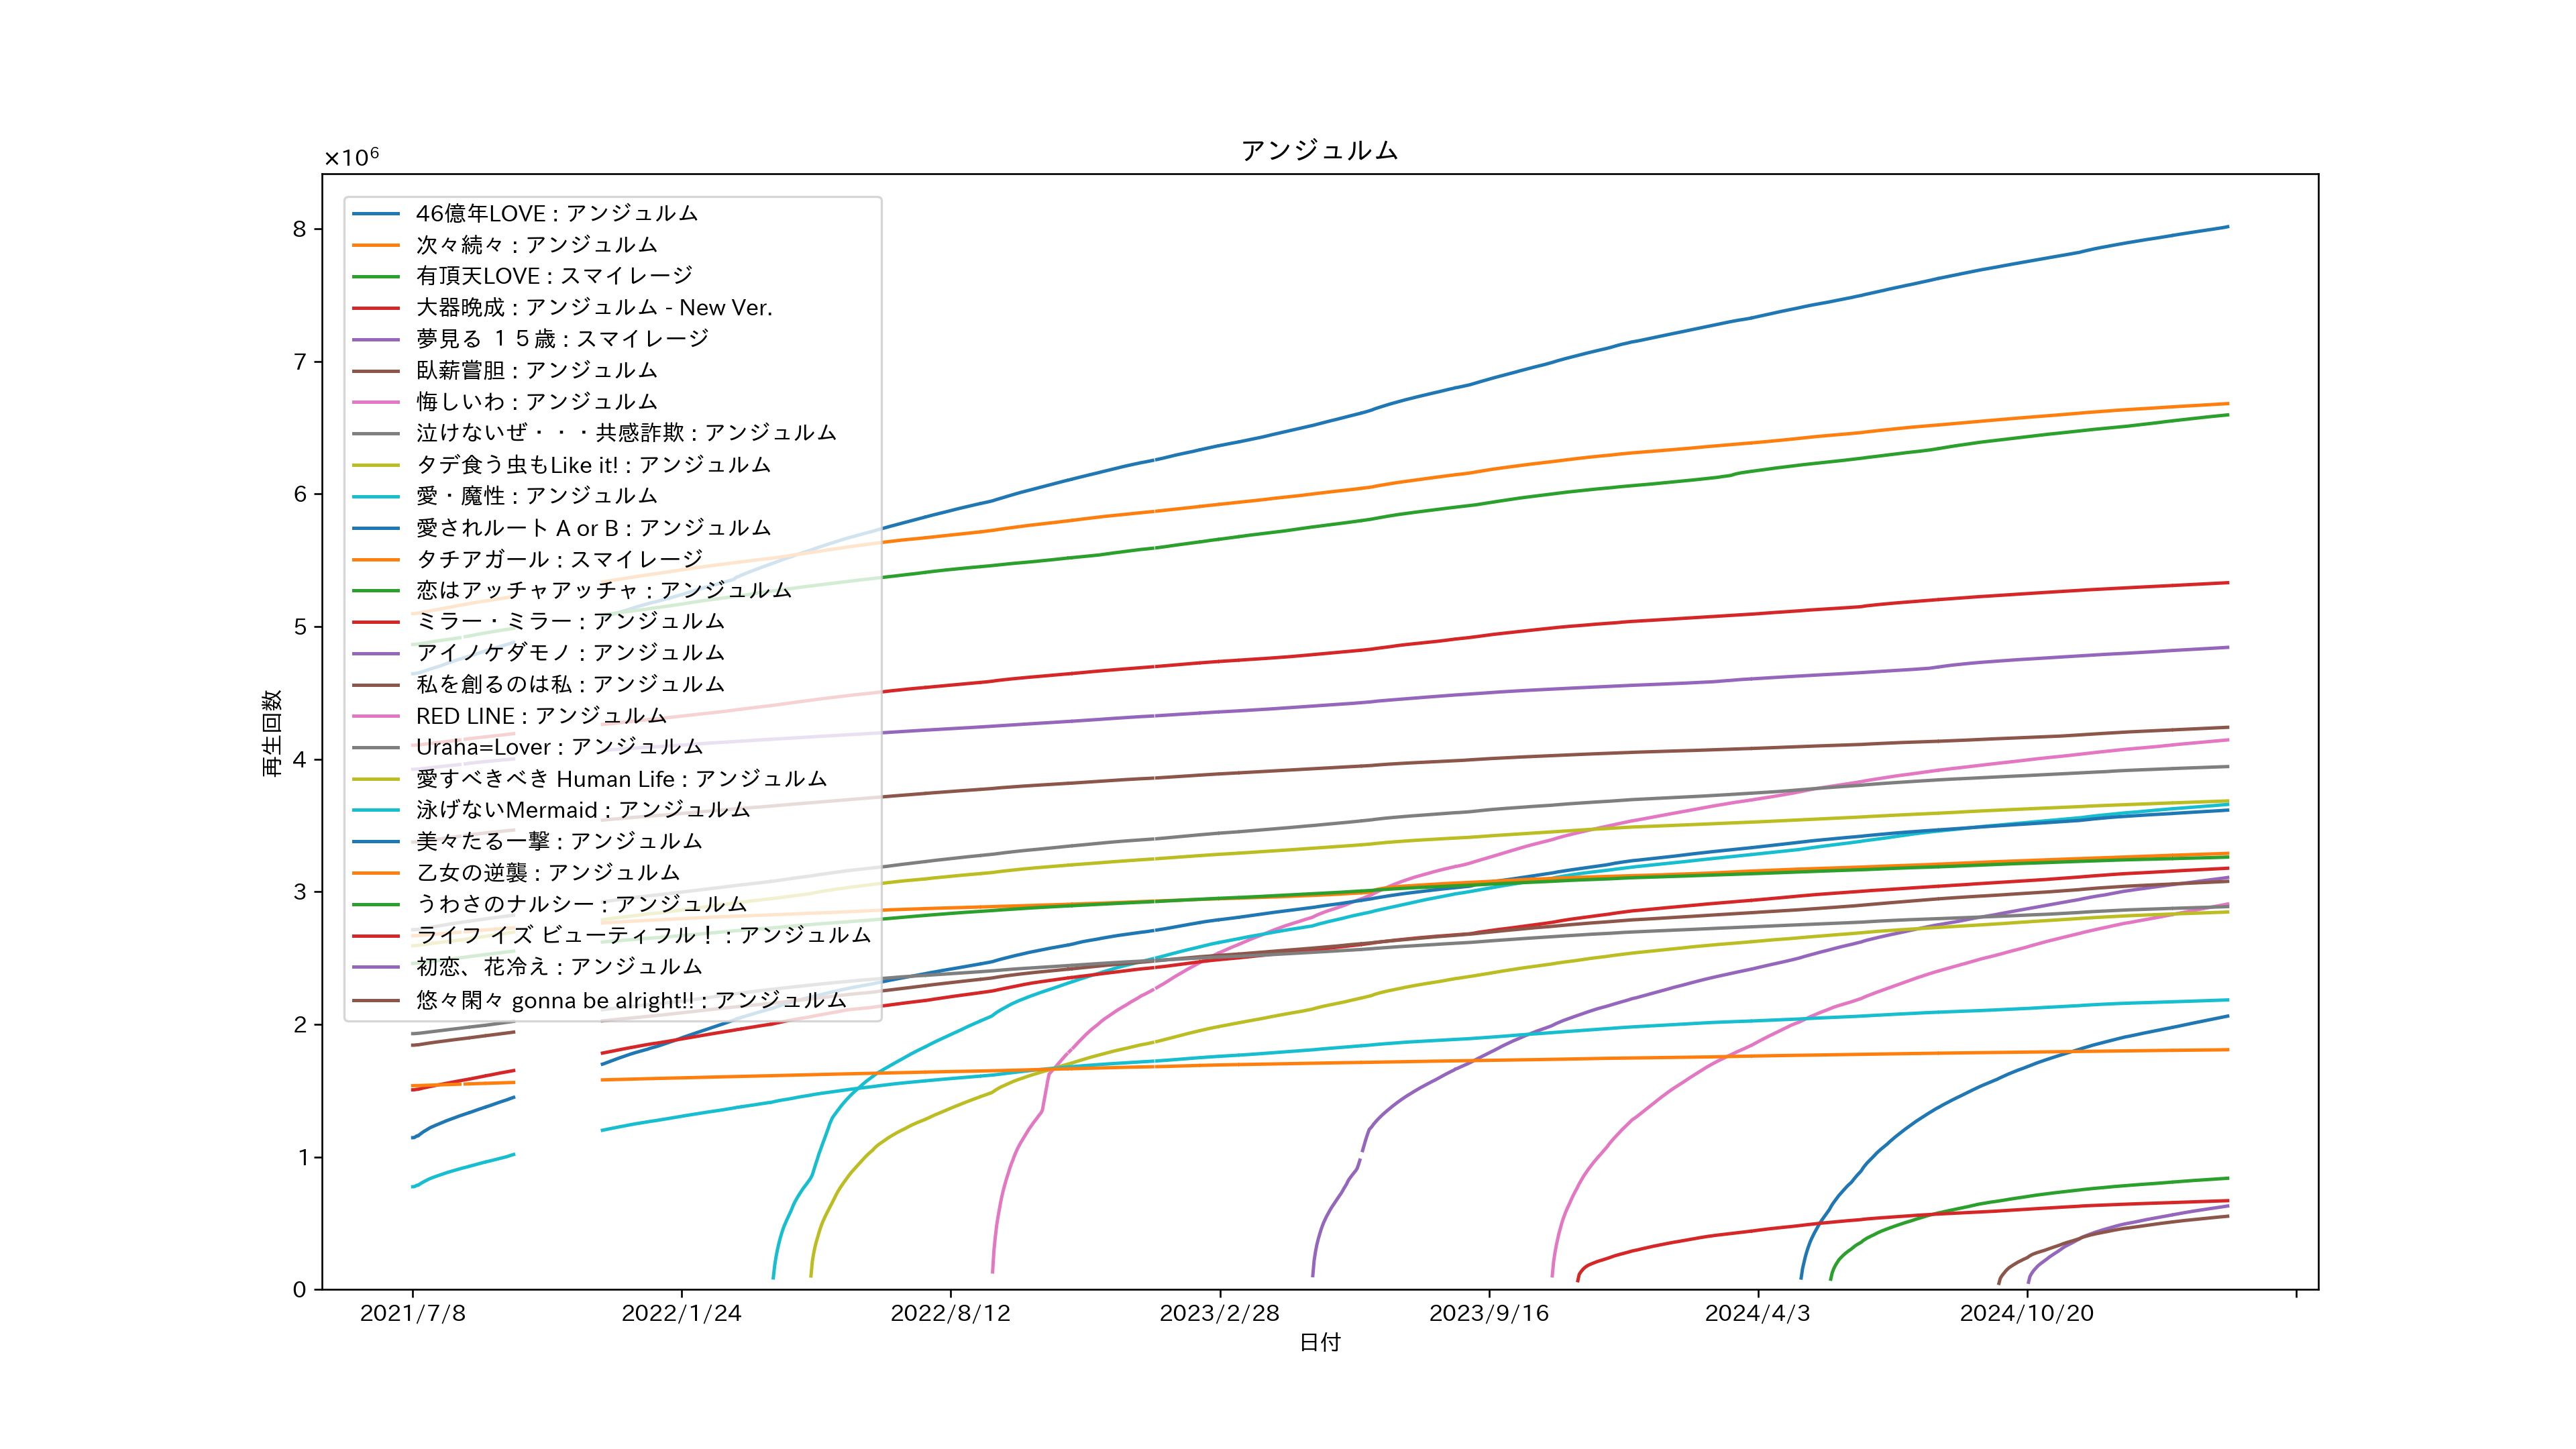 アンジュルム
×10⁶
8
7
6
5
4
3
2
1
0
再生回数
46億年LOVE : アンジュルム
次々続々 : アンジュルム
有頂天LOVE : スマイレージ
大器晩成 : アンジュルム - New Ver.
夢見る １５歳 : スマイレージ
臥薪嘗胆 : アンジュルム
悔しいわ : アンジュルム
泣けないぜ・・・共感詐欺 : アンジュルム
タデ食う虫もLike it! : アンジュルム
愛・魔性 : アンジュルム
愛されルート A or B : アンジュルム
タチアガール : スマイレージ
恋はアッチャアッチャ : アンジュルム
ミラー・ミラー : アンジュルム
アイノケダモノ : アンジュルム
私を創るのは私 : アンジュルム
RED LINE : アンジュルム
Uraha=Lover : アンジュルム
愛すべきべき Human Life : アンジュルム
泳げないMermaid : アンジュルム
美々たる一撃 : アンジュルム
乙女の逆襲 : アンジュルム
うわさのナルシー : アンジュルム
ライフ イズ ビューティフル！ : アンジュルム
初恋、花冷え : アンジュルム
悠々閑々 gonna be alright!! : アンジュルム
2021/7/8
2022/1/24
2022/8/12
2023/2/28
2023/9/16
2024/4/3
2024/10/20
日付